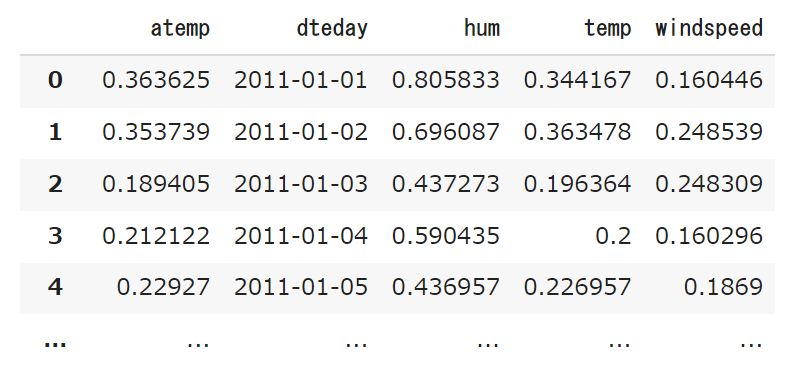 atemp dteday hum temp windspeed
0 0.363625 2011-01-01 0.805833 0.344167 0.160446
1 0.353739 2011-01-02 0.696087 0.363478 0.248539
2 0.189405 2011-01-03 0.437273 0.196364 0.248309
3 0.212122 2011-01-04 0.590435 0.2 0.160296
4 0.22927 2011-01-05 0.436957 0.226957 0.1869
... ... ... ... ... ...